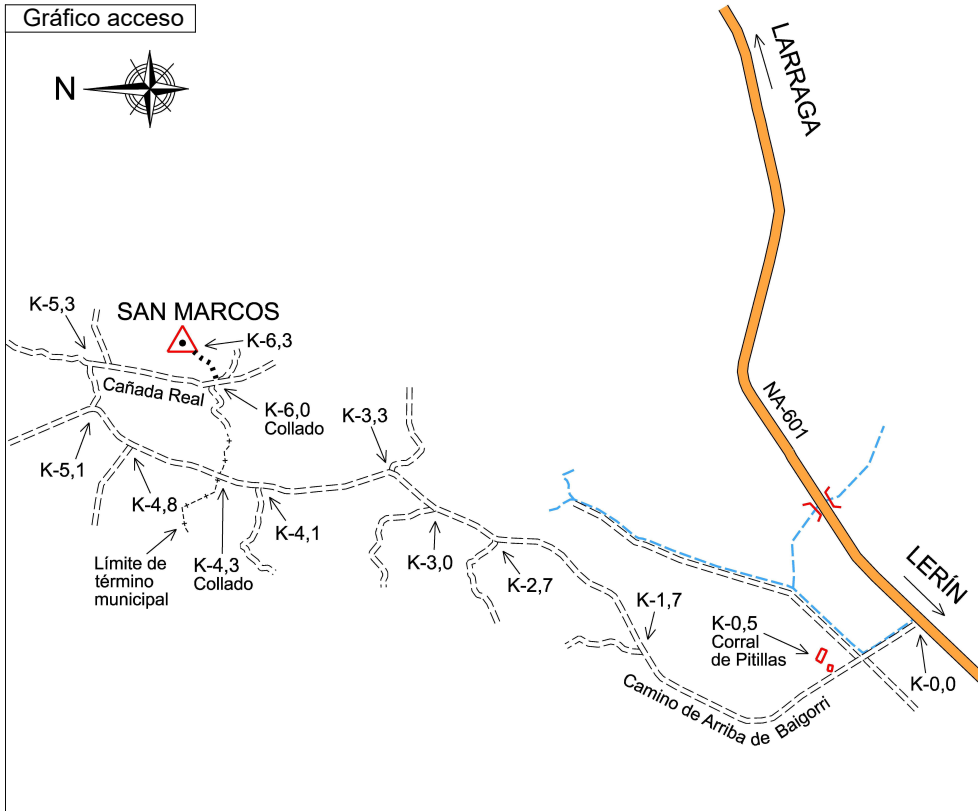 Gráfico acceso
N
LARRAGA
K-5,3
SAN MARCOS
K-6,3
Cañada Real
K-6,0
Collado
K-3,3
NA-601
K-5,1
K-4,8
K-4,1
Límite de
término
municipal
K-4,3
Collado
K-3,0
K-2,7
LERÍN
K-1,7
K-0,5
Corral
de Pitillas
K-0,0
Camino de Arriba de Baigorri